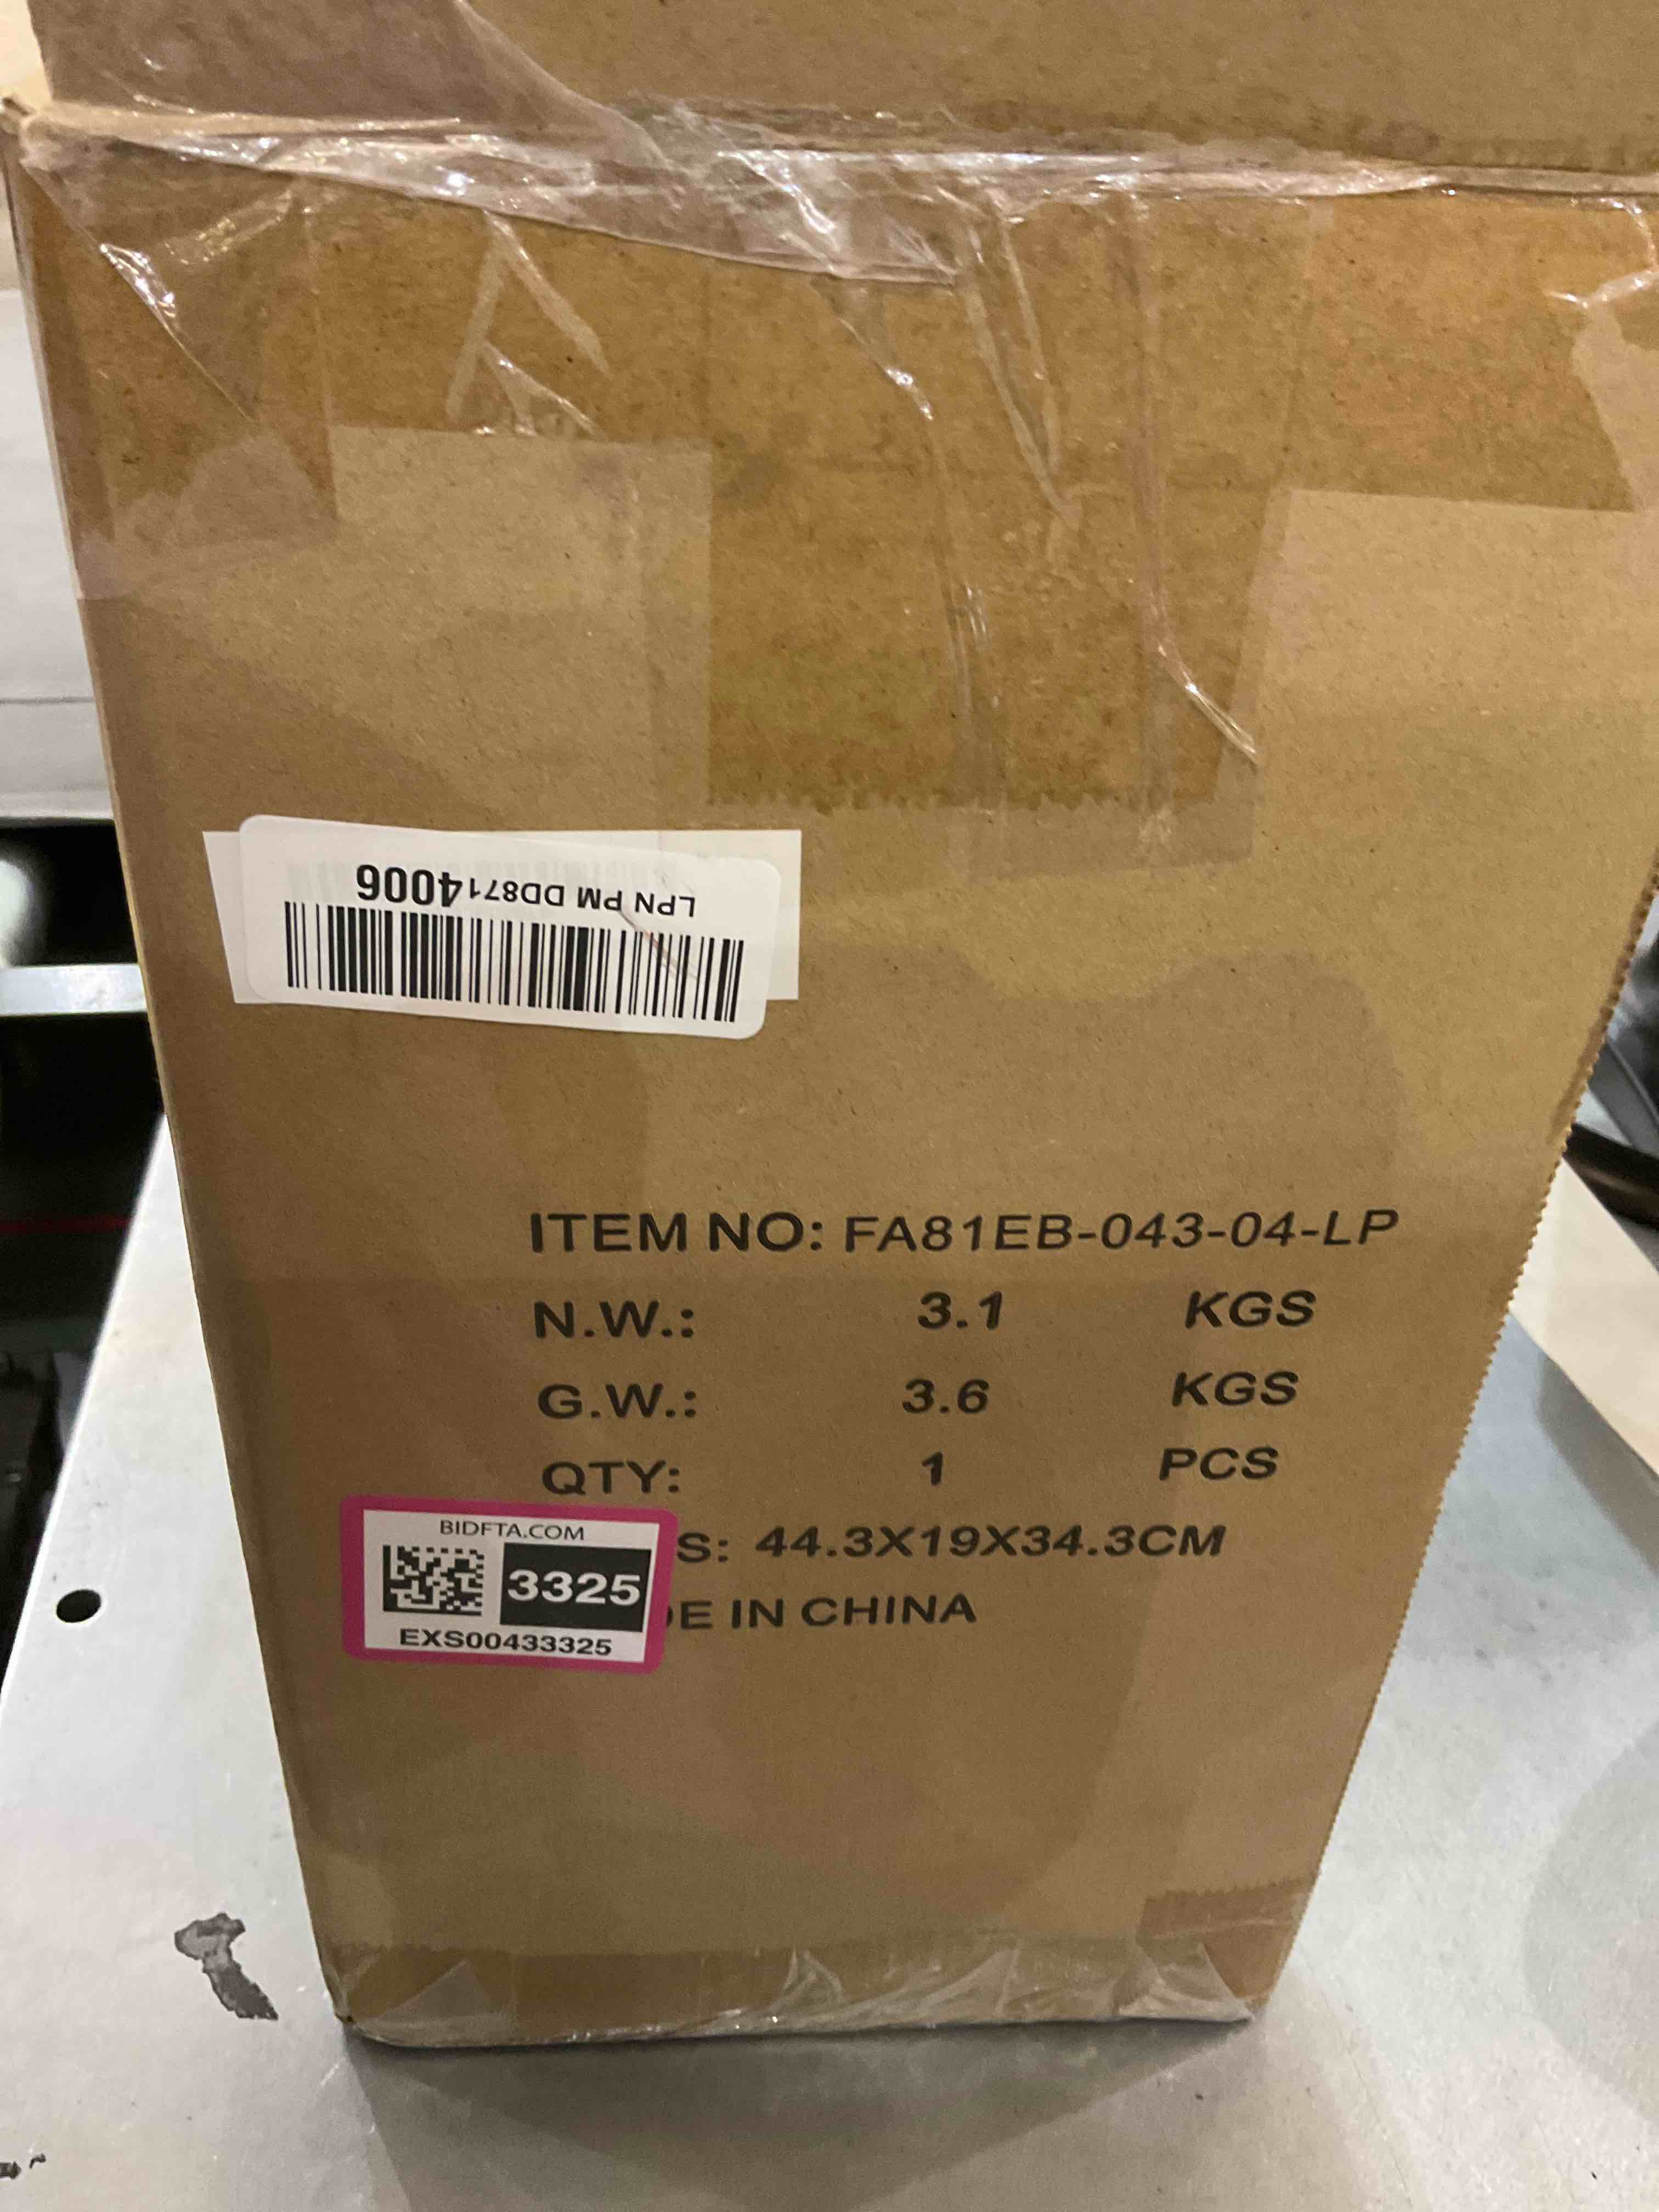 LPN PM DD8714006
ITEM NO: FA81EB-043-04-LP
N.W.: 3.1 KGS
G.W.: 3.6 KGS
QTY: 1 PCS
S: 44.3X19X34.3CM
DE IN CHINA
BIDFTA.COM
3325
EXS00433325